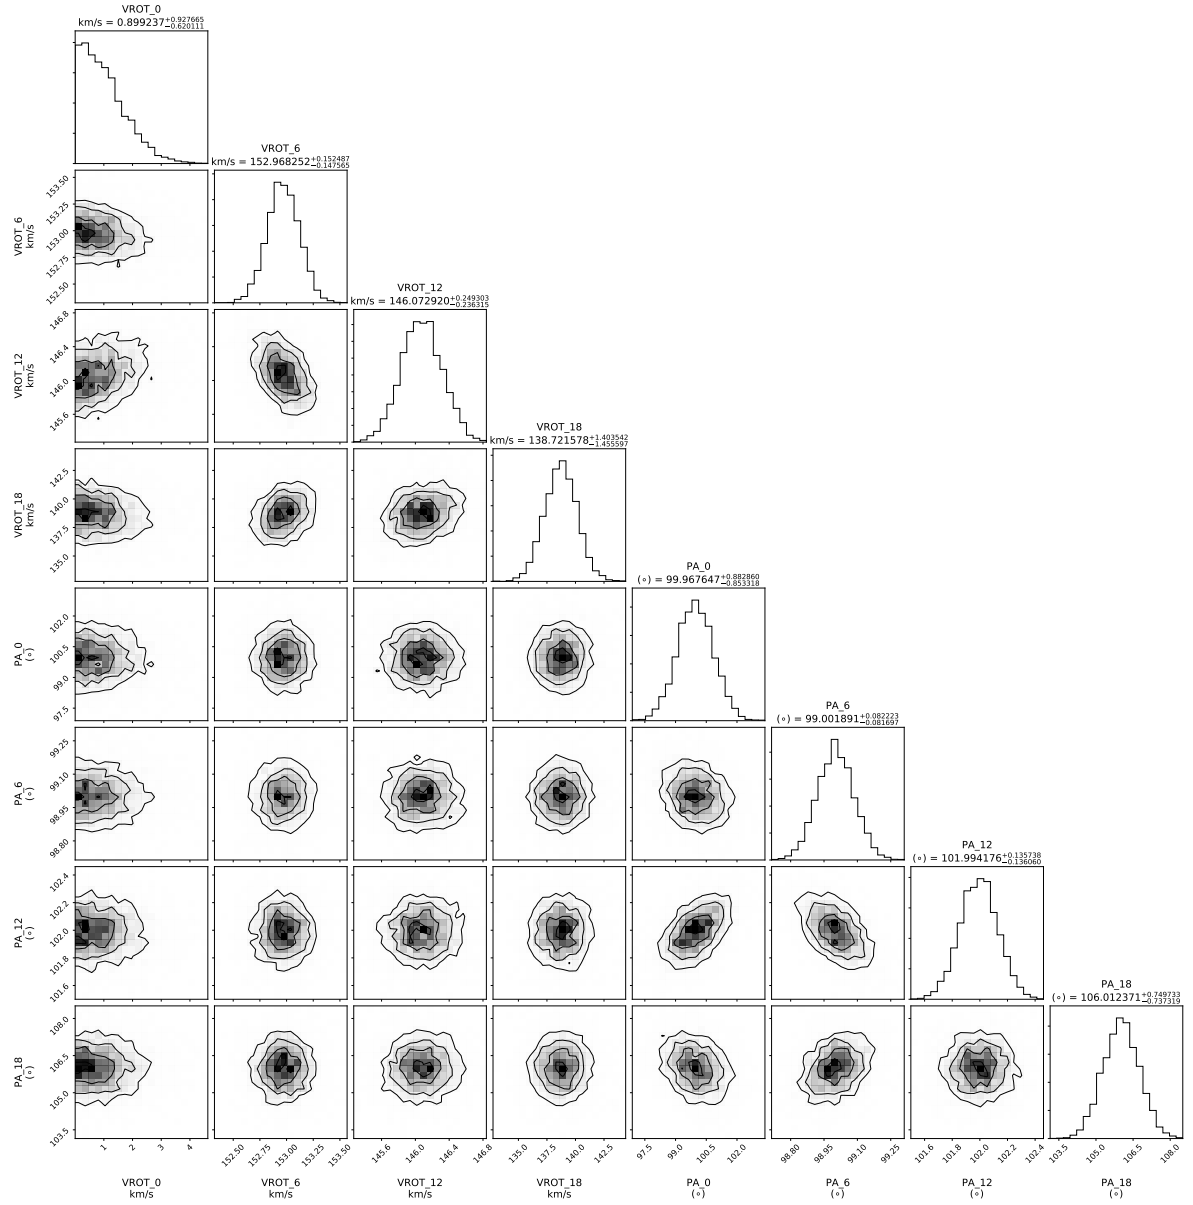 VROT_0
km/s = 0.899237+0.927665 −0.620111
VROT_6
km/s = 152.968252+0.152487 −0.147565
153.50
153.25
153.00
152.75
152.50
VROT_6
km/s
VROT_12
km/s = 146.072920+0.249303 −0.236315
146.8
146.4
146.0
145.6
VROT_12
km/s
VROT_18
km/s = 138.721578+1.403542 −1.455597
142.5
140.0
137.5
135.0
VROT_18
km/s
PA_0
(∘) = 99.967647+0.882860 −0.853318
102.0
100.5
99.0
97.5
PA_0
(∘)
PA_6
(∘) = 99.001891+0.082223 −0.081697
99.25
99.10
98.95
98.80
PA_6
(∘)
PA_12
(∘) = 101.994176+0.135738 −0.136060
102.4
102.2
102.0
101.8
101.6
PA_12
(∘)
PA_18
(∘) = 106.012371+0.749733 −0.737319
108.0
106.5
105.0
103.5
PA_18
(∘)
1 2 3 4 152.50 152.75 153.00 153.25 153.50 145.6 146.0 146.4 146.8 135.0 137.5 140.0 142.5 97.5 99.0 100.5 102.0 98.80 98.95 99.10 99.25 101.6 101.8 102.0 102.2 102.4 103.5 105.0 106.5 108.0
VROT_0 VROT_6 VROT_12 VROT_18 PA_0 PA_6 PA_12 PA_18
km/s km/s km/s km/s (∘) (∘) (∘) (∘)